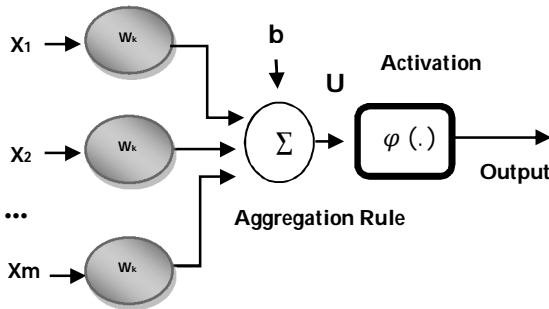 X1
Wk
b
Activation
U
X2
Wk
Σ
φ (.)
Output
...
Aggregation Rule
Xm
Wk